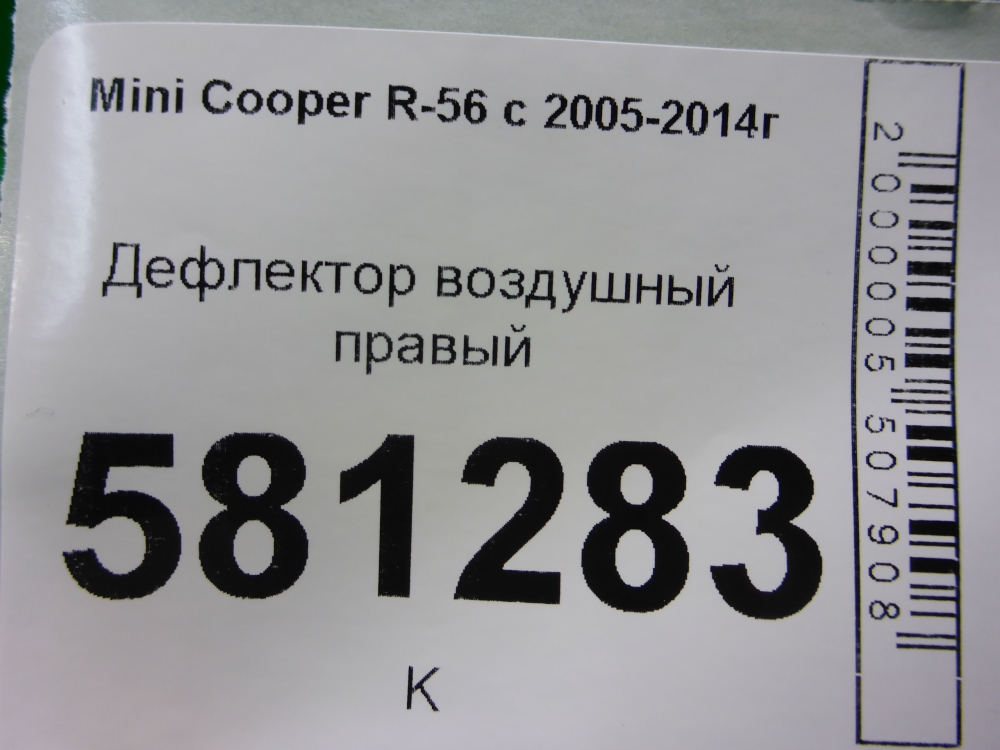 Mini Cooper R-56 с 2005-2014г
Дефлектор воздушный
правый
581283
К
2000005507908